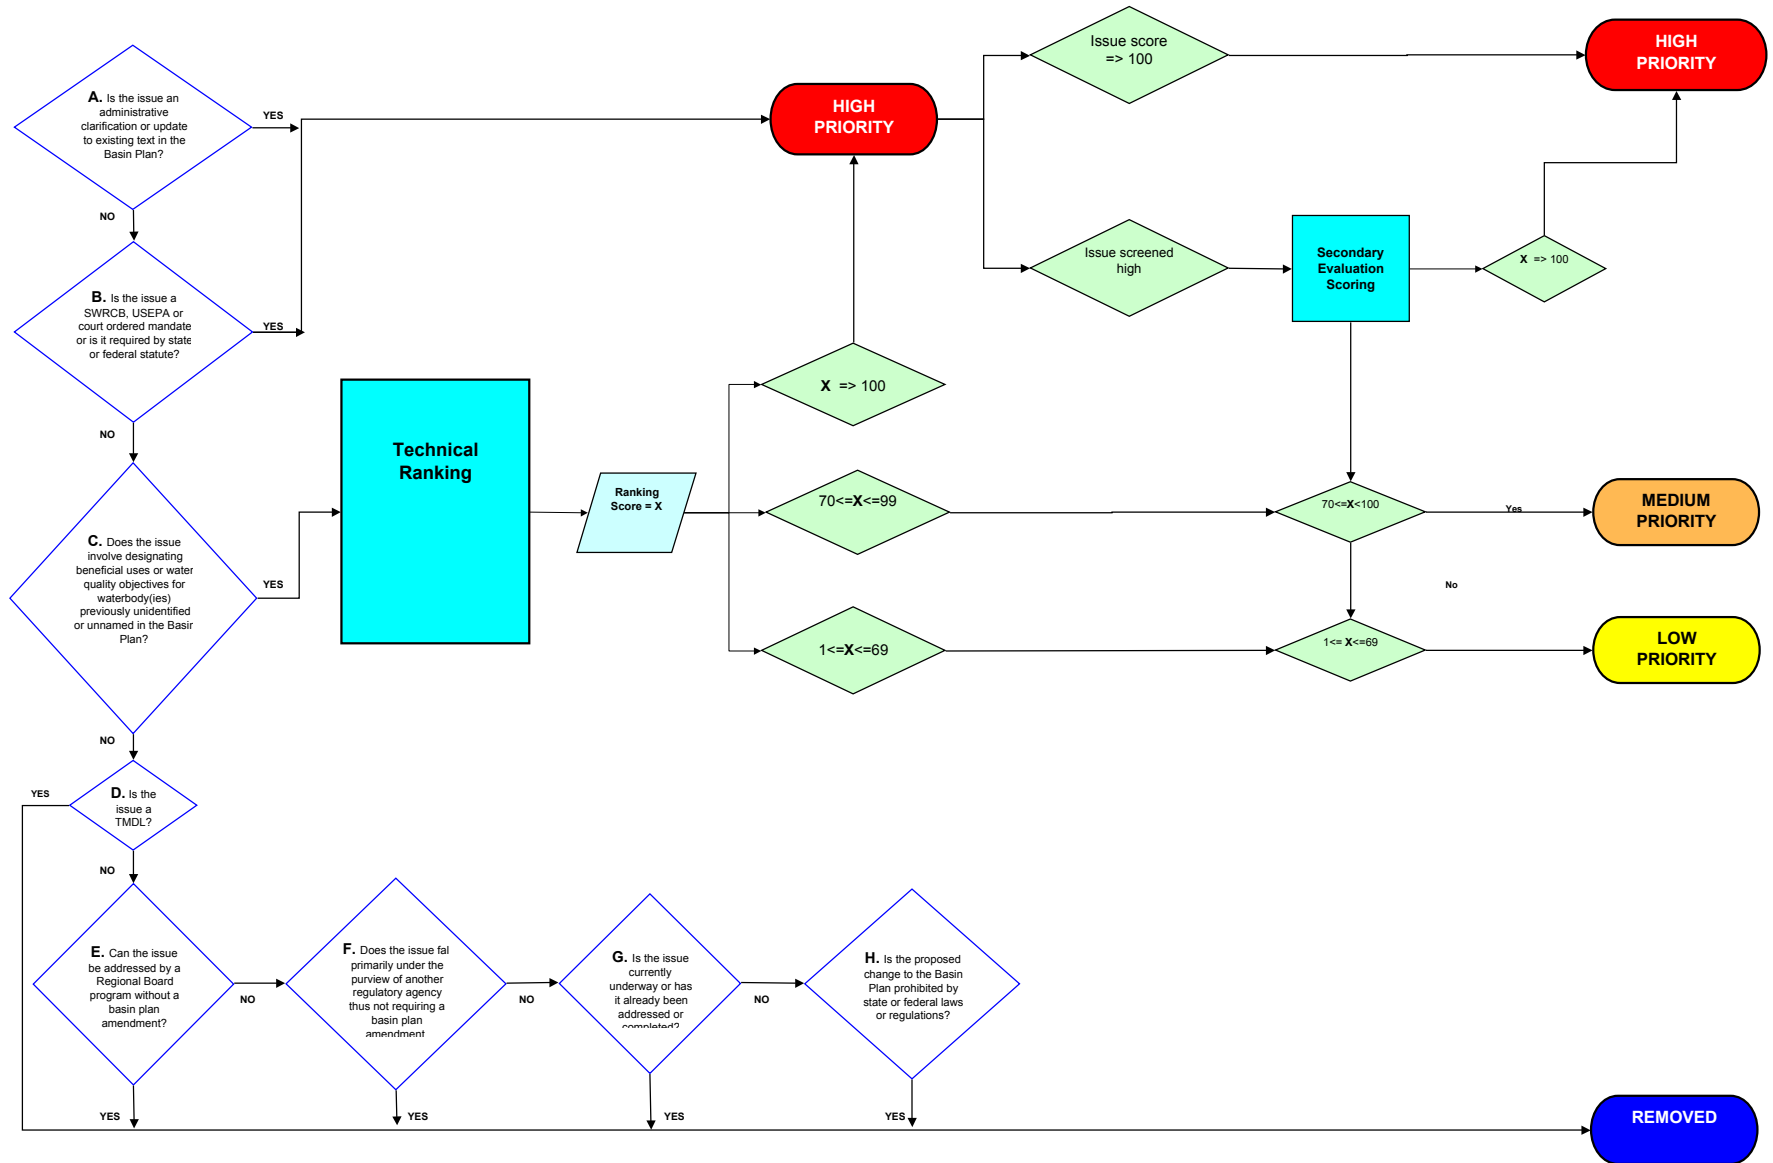 A. Is the issue an
administrative
clarification or update
to existing text in the
Basin Plan?
YES
NO
B. Is the issue a
SWRCB, USEPA or
court ordered mandate
or is it required by state
or federal statute?
YES
NO
C. Does the issue
involve designating
beneficial uses or water
quality objectives for
waterbody(ies)
previously unidentified
or unnamed in the Basin
Plan?
YES
NO
D. Is the
issue a
TMDL?
YES
NO
E. Can the issue
be addressed by a
Regional Board
program without a
basin plan
amendment?
NO
YES
F. Does the issue fal
primarily under the
purview of another
regulatory agency
thus not requiring a
basin plan
amendment
NO
YES
G. Is the issue
currently
underway or has
it already been
addressed or
completed?
NO
YES
H. Is the proposed
change to the Basin
Plan prohibited by
state or federal laws
or regulations?
YES
Technical
Ranking
Ranking
Score = X
X => 100
70<=X<=99
1<=X<=69
HIGH
PRIORITY
Issue score
=> 100
Issue screened
high
Secondary
Evaluation
Scoring
X => 100
70<=X<100
Yes
No
1<= X<=69
HIGH
PRIORITY
MEDIUM
PRIORITY
LOW
PRIORITY
REMOVED